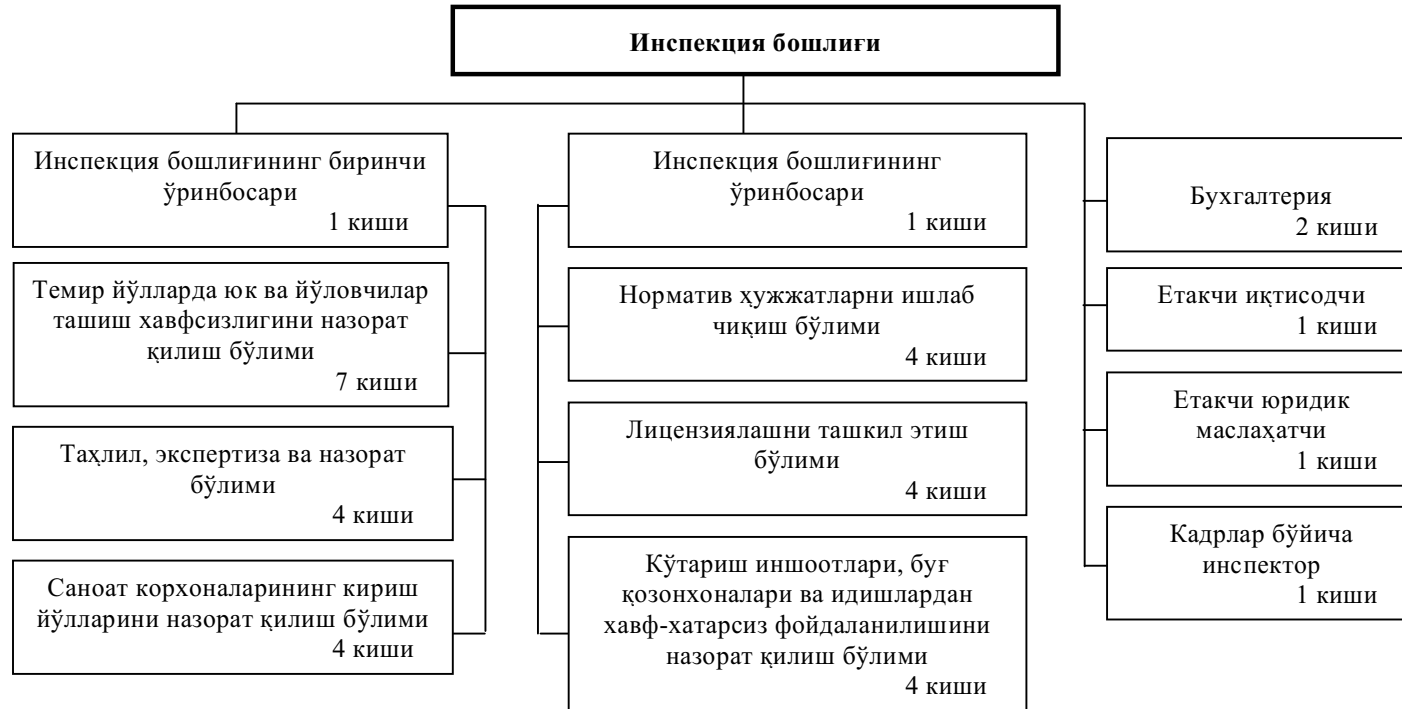 Инспекция бошлиғи
Инспекция бошлиғининг биринчи
ўринбосари
1 киши
Темир йўлларда юк ва йўловчилар
ташиш хавфсизлигини назорат
қилиш бўлими
7 киши
Таҳлил, экспертиза ва назорат
бўлими
4 киши
Саноат корхоналарининг кириш
йўлларини назорат қилиш бўлими
4 киши
Инспекция бошлиғининг
ўринбосари
1 киши
Норматив ҳужжатларни ишлаб
чиқиш бўлими
4 киши
Лицензиялашни ташкил этиш
бўлими
4 киши
Кўтариш иншоотлари, буғ
қозонхоналари ва идишлардан
хавф-хатарсиз фойдаланилишини
назорат қилиш бўлими
4 киши
Бухгалтерия
2 киши
Етакчи иқтисодчи
1 киши
Етакчи юридик
маслаҳатчи
1 киши
Кадрлар бўйича
инспектор
1 киши